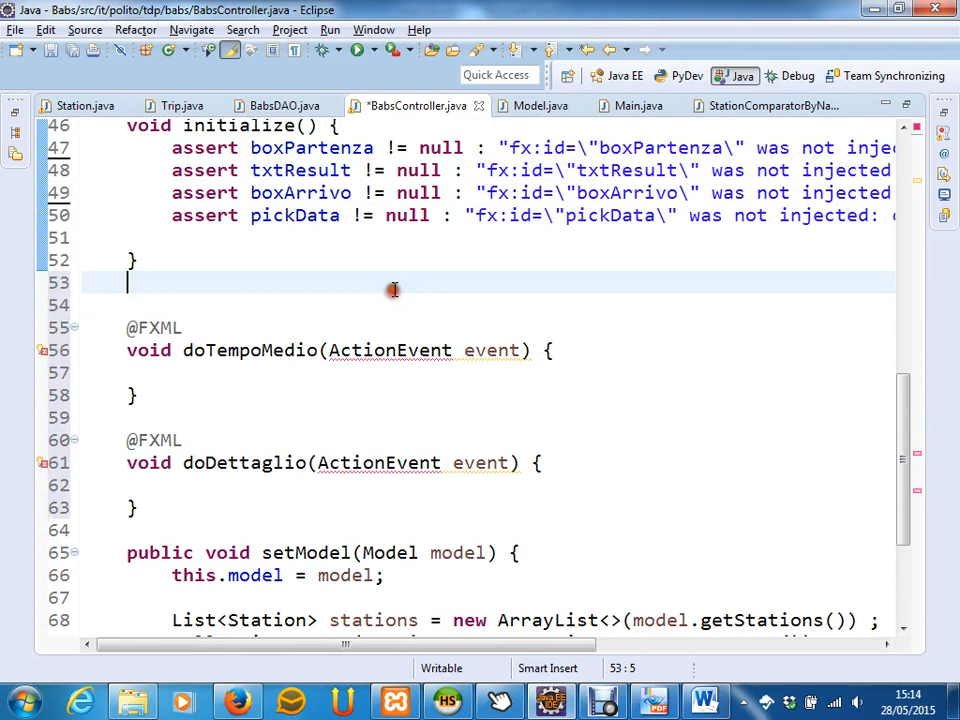 Java - Babs/src/it/polito/tdp/babs/BabsController.java - Eclipse
File Edit Source Refactor Navigate Search Project Run Window Help
Quick Access Java EE PyDev Java Debug Team Synchronizing
Station.java Trip.java BabsDAO.java *BabsController.java Model.java Main.java StationComparatorByNa...
46 void initialize() {
47 assert boxPartenza != null : "fx:id=\"boxPartenza\" was not inje
48 assert txtResult != null : "fx:id=\"txtResult\" was not injected
49 assert boxArrivo != null : "fx:id=\"boxArrivo\" was not injected
50 assert pickData != null : "fx:id=\"pickData\" was not injected:
51
52 }
53
54
55 @FXML
56 void doTempoMedio(ActionEvent event) {
57
58 }
59
60 @FXML
61 void doDettaglio(ActionEvent event) {
62
63 }
64
65 public void setModel(Model model) {
66 this.model = model;
67
68 List<Station> stations = new ArrayList<>(model.getStations()) ;
Writable Smart Insert 53 : 5
15:14
28/05/2015